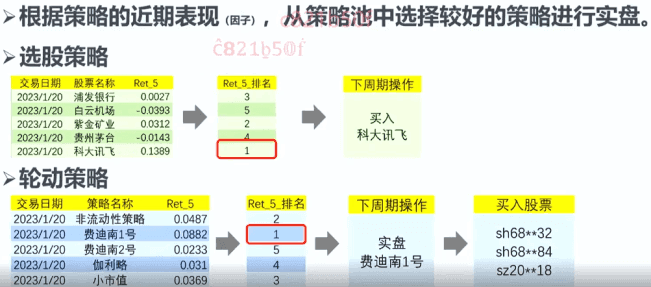 ➢根据策略的近期表现（因子），从策略池中选择较好的策略进行实盘。
➢选股策略
交易日期 股票名称 Ret_5
2023/1/20 浦发银行 0.0027
2023/1/20 白云机场 -0.0393
2023/1/20 紫金矿业 0.0312
2023/1/20 贵州茅台 -0.0143
2023/1/20 科大讯飞 0.1389
Ret_5_排名
3
5
2
4
1
下周期操作
买入
科大讯飞
➢轮动策略
交易日期 策略名称 Ret_5
2023/1/20 非流动性策略 0.0487
2023/1/20 费迪南1号 0.0882
2023/1/20 费迪南2号 0.0233
2023/1/20 伽利略 0.031
2023/1/20 小市值 0.0369
Ret_5_排名
2
1
5
4
3
下周期操作
实盘
费迪南1号
买入股票
sh68**32
sh68**84
sz20**18